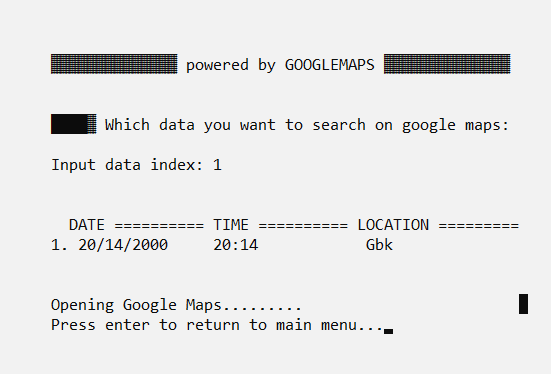 powered by GOOGLEMAPS
Which data you want to search on google maps:
Input data index: 1
DATE ========== TIME ========== LOCATION =========
1. 20/14/2000 20:14 Gbk
Opening Google Maps.........
Press enter to return to main menu...